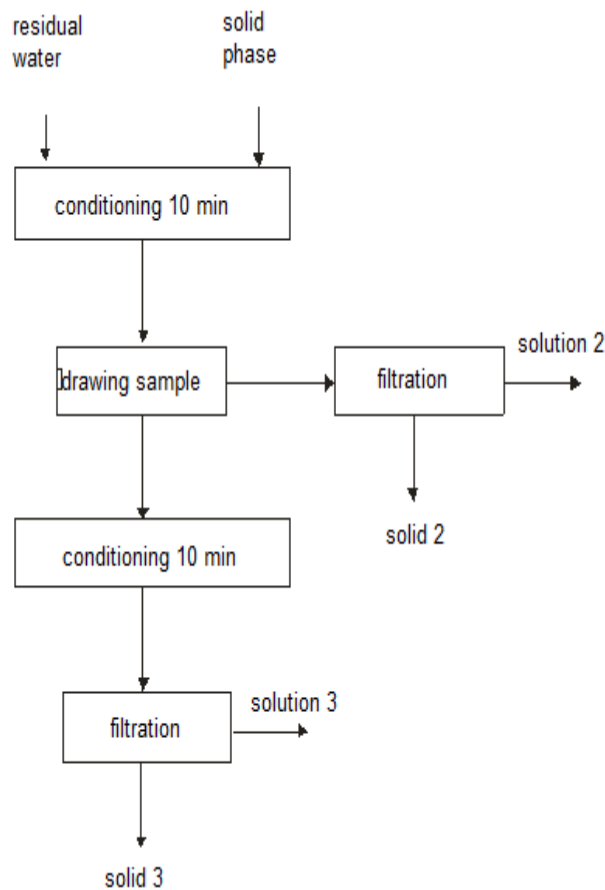 residual
water
solid
phase
conditioning 10 min
drawing sample
filtration
solution 2
solid 2
conditioning 10 min
filtration
solution 3
solid 3